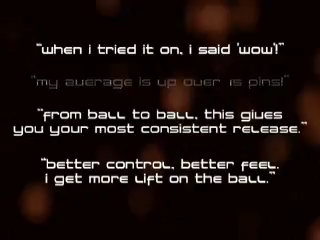 "when i tried it on, i said 'wow'!"
"my average is up over 15 pins!"
"from ball to ball, this gives
you your most consistent release."
"better control, better feel.
i get more lift on the ball."